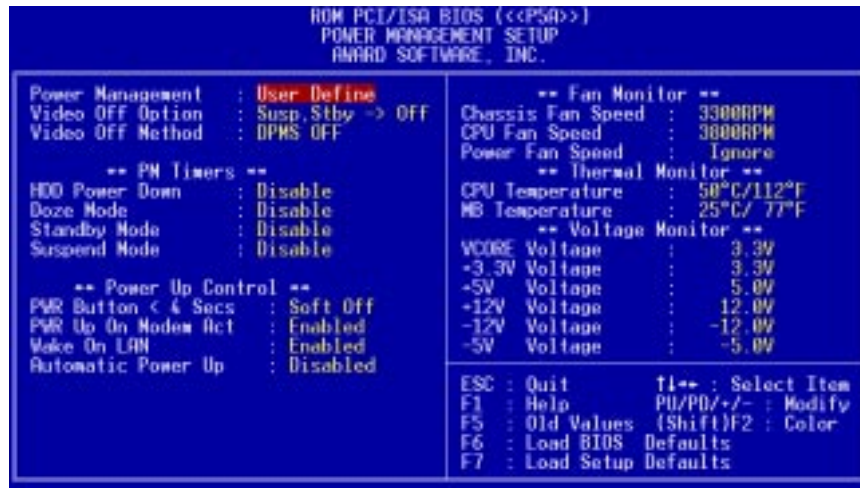 ROM PCI/ISA BIOS (<<P5A>>)
POWER MANAGEMENT SETUP
AWARD SOFTWARE, INC.
Power Management : User Define
Video Off Option : Susp,Stby -> Off
Video Off Method : DPMS OFF
** PM Timers **
HDD Power Down : Disable
Doze Mode : Disable
Standby Mode : Disable
Suspend Mode : Disable
** Power Up Control **
PWR Button < 4 Secs : Soft Off
PWR Up On Modem Act : Enabled
Wake On LAN : Enabled
Automatic Power Up : Disabled
** Fan Monitor **
Chassis Fan Speed : 3300RPM
CPU Fan Speed : 3800RPM
Power Fan Speed : Ignore
** Thermal Monitor **
CPU Temperature : 50°C/112°F
MB Temperature : 25°C/ 77°F
** Voltage Monitor **
VCORE Voltage : 3.3V
+3.3V Voltage : 3.3V
+5V Voltage : 5.0V
+12V Voltage : 12.0V
-12V Voltage : -12.0V
-5V Voltage : -5.0V
ESC : Quit ↑↓→← : Select Item
F1 : Help PU/PD/+/- : Modify
F5 : Old Values (Shift)F2 : Color
F6 : Load BIOS Defaults
F7 : Load Setup Defaults